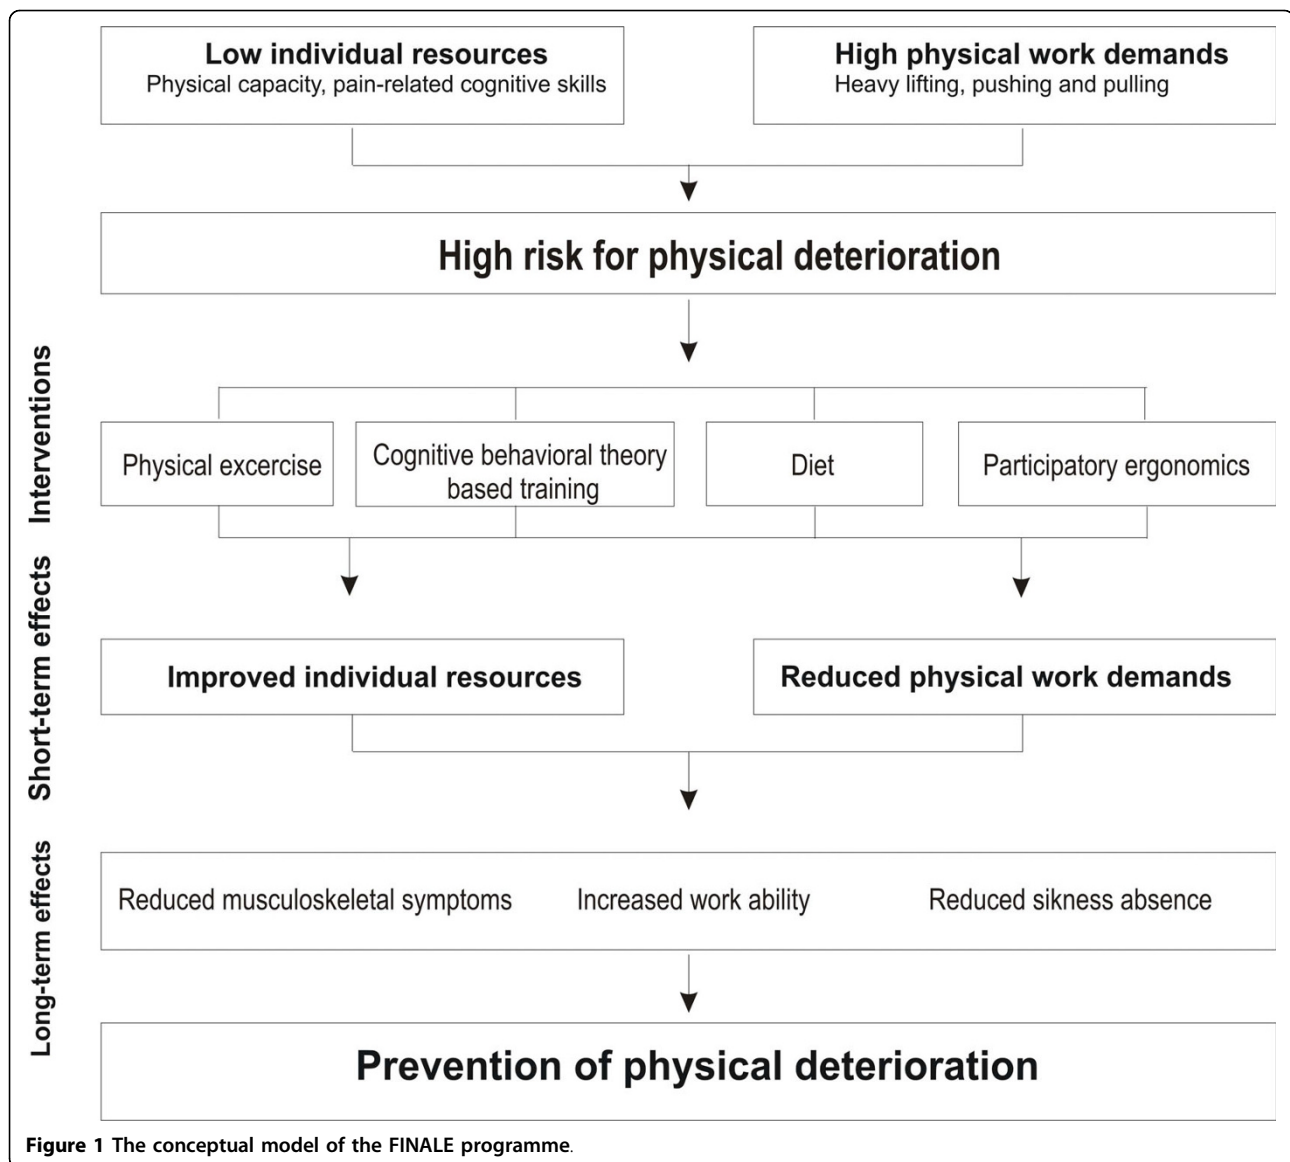 Low individual resources
Physical capacity, pain-related cognitive skills
High physical work demands
Heavy lifting, pushing and pulling
High risk for physical deterioration
Interventions
Physical excercise
Cognitive behavioral theory
based training
Diet
Participatory ergonomics
Short-term effects
Improved individual resources
Reduced physical work demands
Long-term effects
Reduced musculoskeletal symptoms
Increased work ability
Reduced sikness absence
Prevention of physical deterioration
Figure 1 The conceptual model of the FINALE programme.